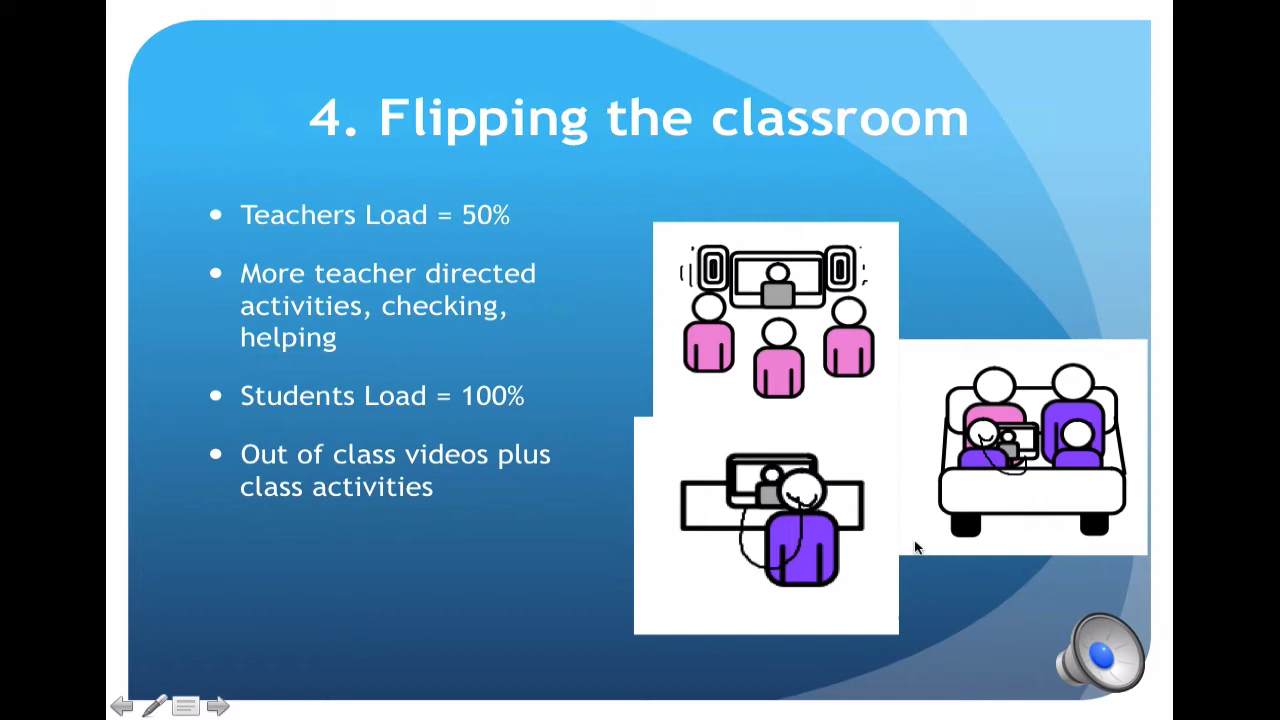 4. Flipping the classroom
Teachers Load = 50%
More teacher directed
activities, checking,
helping
Students Load = 100%
Out of class videos plus
class activities